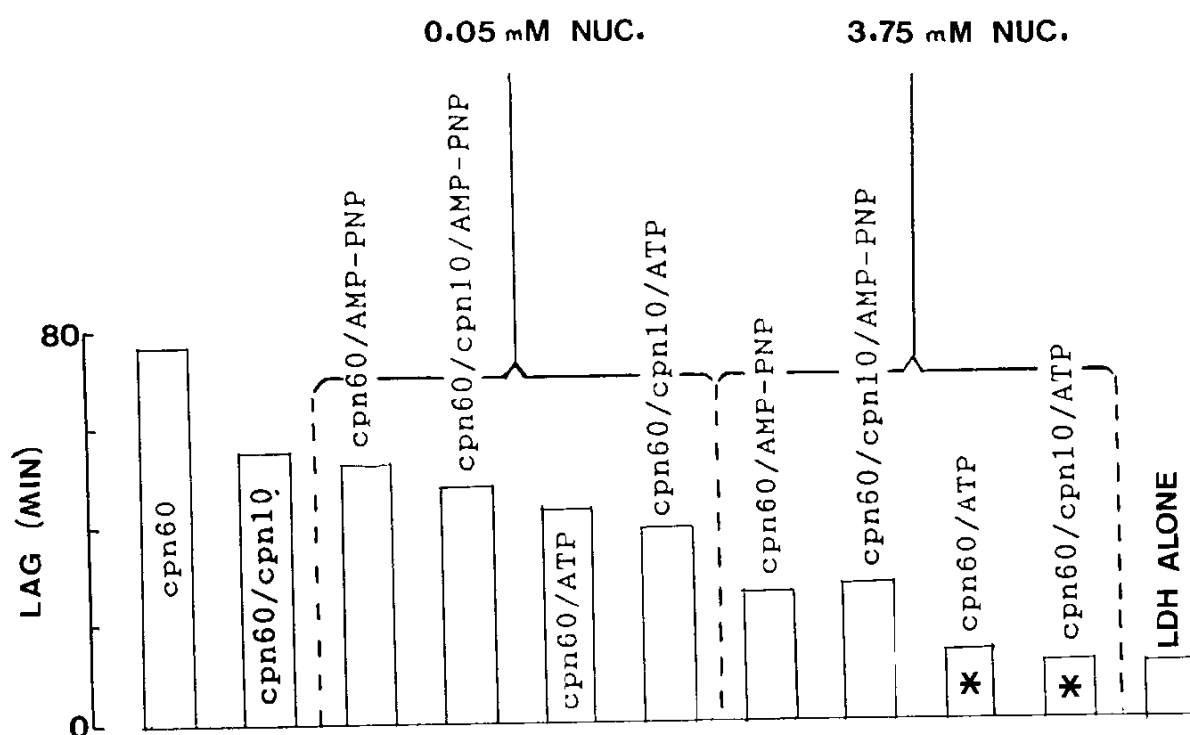 0.05 mM NUC.
3.75 mM NUC.
LAG (MIN)
80
0
cpn60
cpn60/cpn10
cpn60/AMP-PNP
cpn60/cpn10/AMP-PNP
cpn60/ATP
cpn60/cpn10/ATP
cpn60/AMP-PNP
cpn60/cpn10/AMP-PNP
cpn60/ATP
*
cpn60/cpn10/ATP
*
LDH ALONE